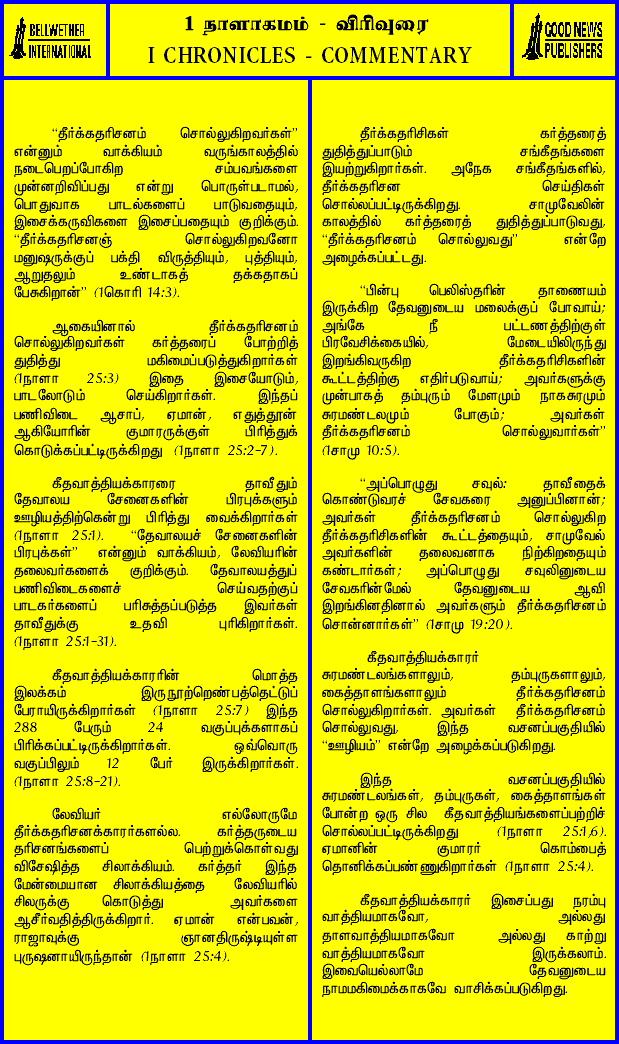 BELLWETHER
INTERNATIONAL
1 நாளாகமம் - விரிவுரை
I CHRONICLES - COMMENTARY
GOOD NEWS
PUBLISHERS
“தீர்க்கதரிசனம் சொல்லுகிறவர்கள்”
என்னும் வாக்கியம் வருங்காலத்தில்
நடைபெறப்போகிற சம்பவங்களை
முன்னறிவிப்பது என்று பொருள்படாமல்,
பொதுவாக பாடல்களைப் பாடுவதையும்,
இசைக்கருவிகளை இசைப்பதையும் குறிக்கும்.
“தீர்க்கதரிசனஞ் சொல்லுகிறவனோ
மனுஷருக்குப் பக்தி விருத்தியும், புத்தியும்,
ஆறுதலும் உண்டாகத் தக்கதாகப்
பேசுகிறான்” (1கொரி 14:3).
ஆகையினால் தீர்க்கதரிசனம்
சொல்லுகிறவர்கள் கர்த்தரைப் போற்றித்
துதித்து மகிமைப்படுத்துகிறார்கள்
(1நாளா 25:3) இதை இசையோடும்,
பாடலோடும் செய்கிறார்கள். இந்தப்
பணிவிடை ஆசாப், ஏமான், எதுத்தூன்
ஆகியோரின் குமாரருக்குள் பிரித்துக்
கொடுக்கப்பட்டிருக்கிறது (1நாளா 25:2-7).
கீதவாத்தியக்காரரை தாவீதும்
தேவாலய சேனைகளின் பிரபுக்களும்
ஊழியத்திற்கென்று பிரித்து வைக்கிறார்கள்
(1நாளா 25:1). “தேவாலயச் சேனைகளின்
பிரபுக்கள்” என்னும் வாக்கியம், லேவியரின்
தலைவர்களைக் குறிக்கும். தேவாலயத்துப்
பணிவிடைகளைச் செய்வதற்குப்
பாடகர்களைப் பரிசுத்தப்படுத்த இவர்கள்
தாவீதுக்கு உதவி புரிகிறார்கள்.
(1நாளா 25:1-31).
கீதவாத்தியக்காரரின் மொத்த
இலக்கம் இருநூற்றெண்பத்தெட்டுப்
பேராயிருக்கிறார்கள் (1நாளா 25:7) இந்த
288 பேரும் 24 வகுப்புக்களாகப்
பிரிக்கப்பட்டிருக்கிறார்கள். ஒவ்வொரு
வகுப்பிலும் 12 பேர் இருக்கிறார்கள்.
(1நாளா 25:8-21).
லேவியர் எல்லோருமே
தீர்க்கதரிசனக்காரர்களல்ல. கர்த்தருடைய
தரிசனங்களைப் பெற்றுக்கொள்வது
விசேஷித்த சிலாக்கியம். கர்த்தர் இந்த
மேன்மையான சிலாக்கியத்தை லேவியரில்
சிலருக்கு கொடுத்து அவர்களை
ஆசீர்வதித்திருக்கிறார். ஏமான் என்பவன்,
ராஜாவுக்கு ஞானதிருஷ்டியுள்ள
புருஷனாயிருந்தான் (1நாளா 25:4).
தீர்க்கதரிசிகள் கர்த்தரைத்
துதித்துப்பாடும் சங்கீதங்களை
இயற்றுகிறார்கள். அநேக சங்கீதங்களில்,
தீர்க்கதரிசன செய்திகள்
சொல்லப்பட்டிருக்கிறது. சாமுவேலின்
காலத்தில் கர்த்தரைத் துதித்துப்பாடுவது,
“தீர்க்கதரிசனம் சொல்லுவது” என்றே
அழைக்கப்பட்டது.
“பின்பு பெலிஸ்தரின் தாணையம்
இருக்கிற தேவனுடைய மலைக்குப் போவாய்;
அங்கே நீ பட்டணத்திற்குள்
பிரவேசிக்கையில், மேடையிலிருந்து
இறங்கிவருகிற தீர்க்கதரிசிகளின்
கூட்டத்திற்கு எதிர்படுவாய்; அவர்களுக்கு
முன்பாகத் தம்புரும் மேளமும் நாகசுரமும்
சுரமண்டலமும் போகும்; அவர்கள்
தீர்க்கதரிசனம் சொல்லுவார்கள்”
(1சாமு 10:5).
“அப்பொழுது சவுல்: தாவீதைக்
கொண்டுவரச் சேவகரை அனுப்பினான்;
அவர்கள் தீர்க்கதரிசனம் சொல்லுகிற
தீர்க்கதரிசிகளின் கூட்டத்தையும், சாமுவேல்
அவர்களின் தலைவனாக நிற்கிறதையும்
கண்டார்கள்; அப்பொழுது சவுலினுடைய
சேவகரின்மேல் தேவனுடைய ஆவி
இறங்கினதினால் அவர்களும் தீர்க்கதரிசனம்
சொன்னார்கள்” (1சாமு 19:20).
கீதவாத்தியக்காரர்
சுரமண்டலங்களாலும், தம்புருகளாலும்,
கைத்தாளங்களாலும் தீர்க்கதரிசனம்
சொல்லுகிறார்கள். அவர்கள் தீர்க்கதரிசனம்
சொல்லுவது, இந்த வசனப்பகுதியில்
“ஊழியம்” என்றே அழைக்கப்படுகிறது.
இந்த வசனப்பகுதியில்
சுரமண்டலங்கள், தம்புருகள், கைத்தாளங்கள்
போன்ற ஒரு சில கீதவாத்தியங்களைப்பற்றிச்
சொல்லப்பட்டிருக்கிறது (1நாளா 25:1,6).
ஏமானின் குமாரர் கொம்பைத்
தொனிக்கப்பண்ணுகிறார்கள் (1நாளா 25:4).
கீதவாத்தியக்காரர் இசைப்பது நரம்பு
வாத்தியமாகவோ, அல்லது
தாளவாத்தியமாகவோ அல்லது காற்று
வாத்தியமாகவோ இருக்கலாம்.
இவையெல்லாமே தேவனுடைய
நாமமகிமைக்காகவே வாசிக்கப்படுகிறது.